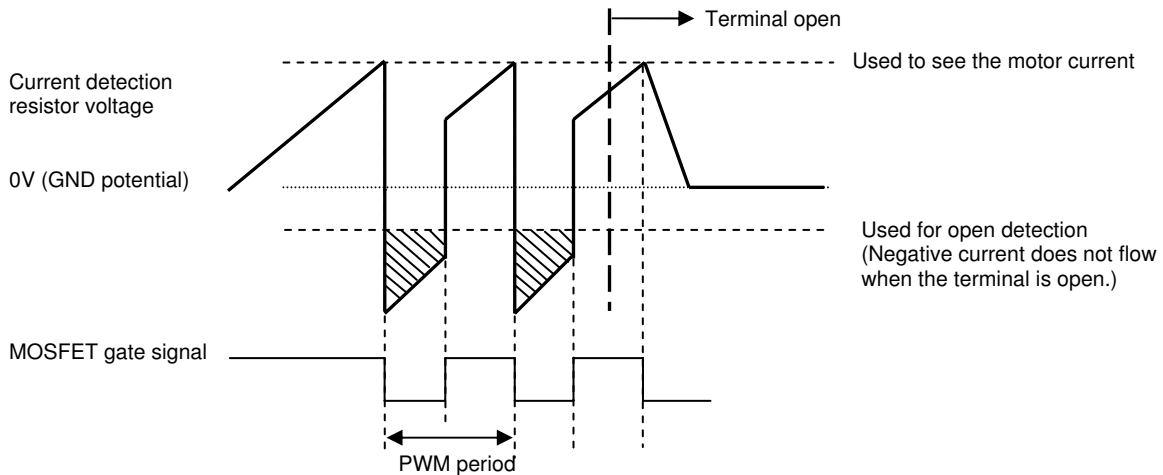 Terminal open
Current detection
resistor voltage
Used to see the motor current
0V (GND potential)
Used for open detection
(Negative current does not flow
when the terminal is open.)
MOSFET gate signal
PWM period